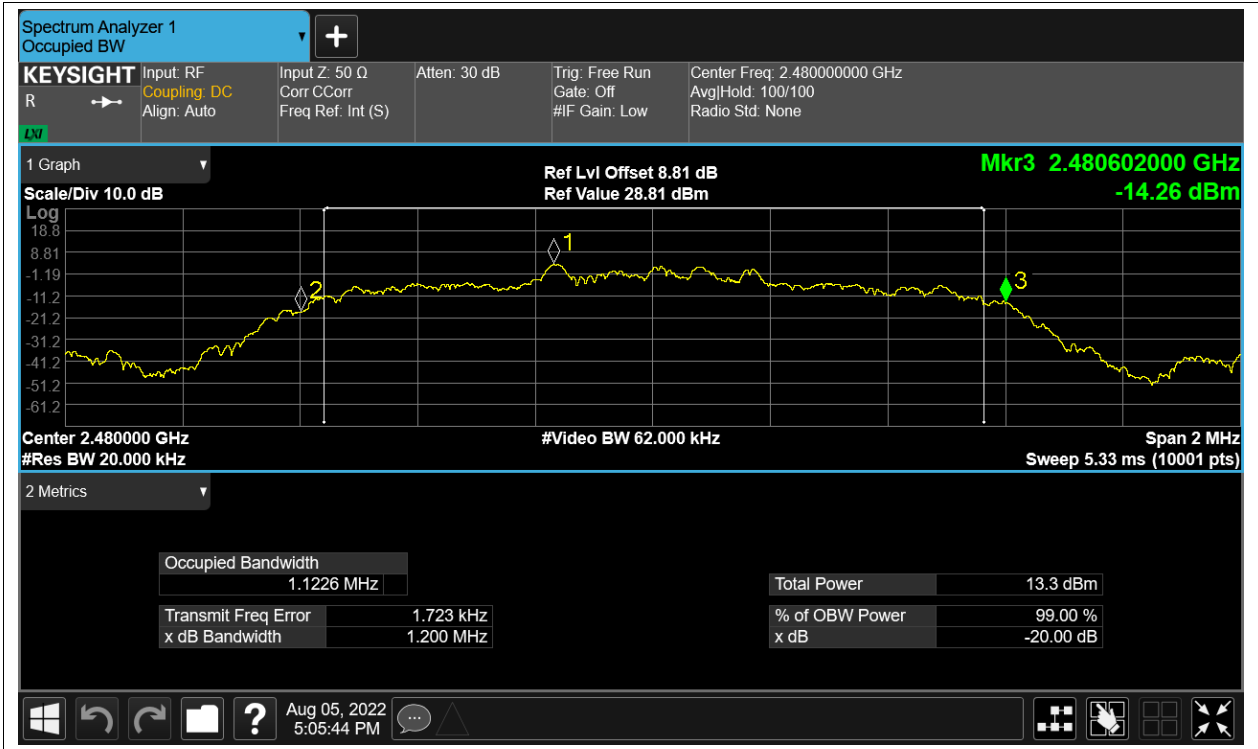 Spectrum Analyzer 1
Occupied BW
+
KEYSIGHT
R
LXI
Input: RF
Coupling: DC
Align: Auto
Input Z: 50 Ω
Corr CCorr
Freq Ref: Int (S)
Atten: 30 dB
Trig: Free Run
Gate: Off
#IF Gain: Low
Center Freq: 2.480000000 GHz
Avg|Hold: 100/100
Radio Std: None
1 Graph
Scale/Div 10.0 dB
Ref Lvl Offset 8.81 dB
Ref Value 28.81 dBm
Mkr3 2.480602000 GHz
-14.26 dBm
Log
18.8
8.81
-1.19
-11.2
-21.2
-31.2
-41.2
-51.2
-61.2
1
2
3
Center 2.480000 GHz
#Res BW 20.000 kHz
#Video BW 62.000 kHz
Span 2 MHz
Sweep 5.33 ms (10001 pts)
2 Metrics
Occupied Bandwidth
1.1226 MHz
Transmit Freq Error 1.723 kHz
x dB Bandwidth 1.200 MHz
Total Power 13.3 dBm
% of OBW Power 99.00 %
x dB -20.00 dB
?
Aug 05, 2022
5:05:44 PM